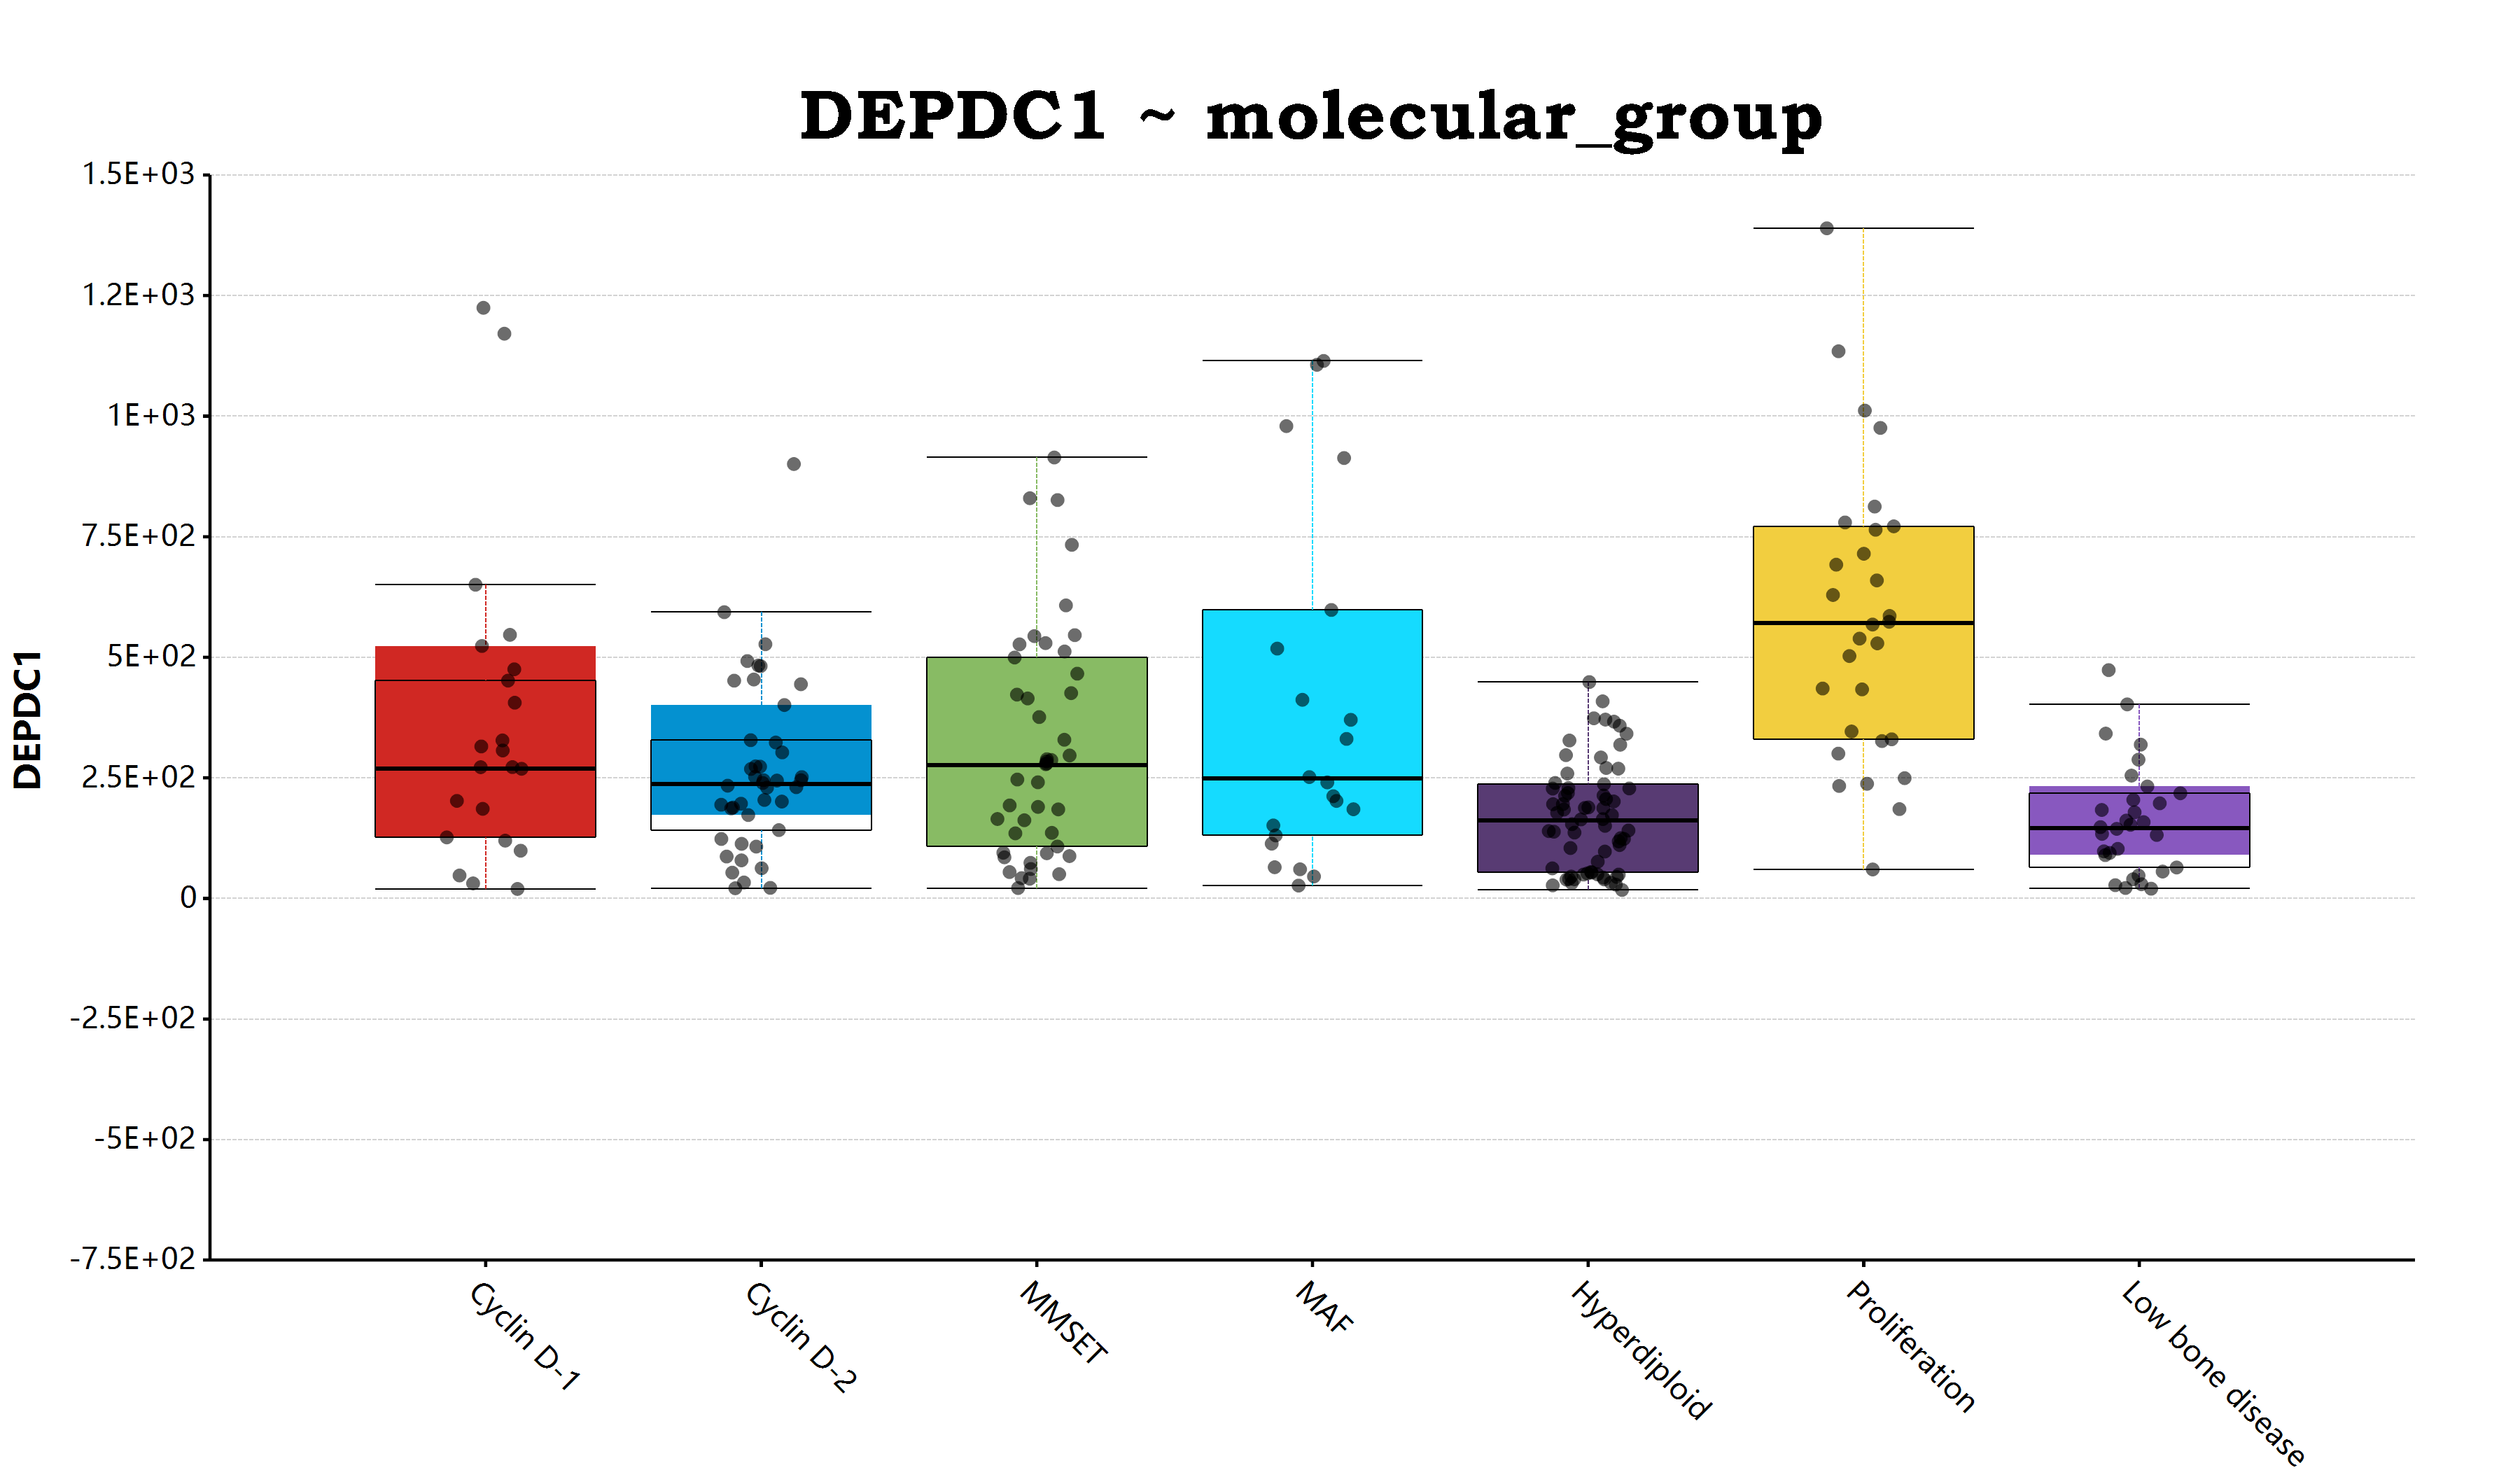 DEPDC1 ~ molecular_group
1.5E+03
1.2E+03
1E+03
7.5E+02
5E+02
2.5E+02
0
-2.5E+02
-5E+02
-7.5E+02
DEPDC1
Cyclin D-1
Cyclin D-2
MMSET
MAF
Hyperdiploid
Proliferation
Low bone disease